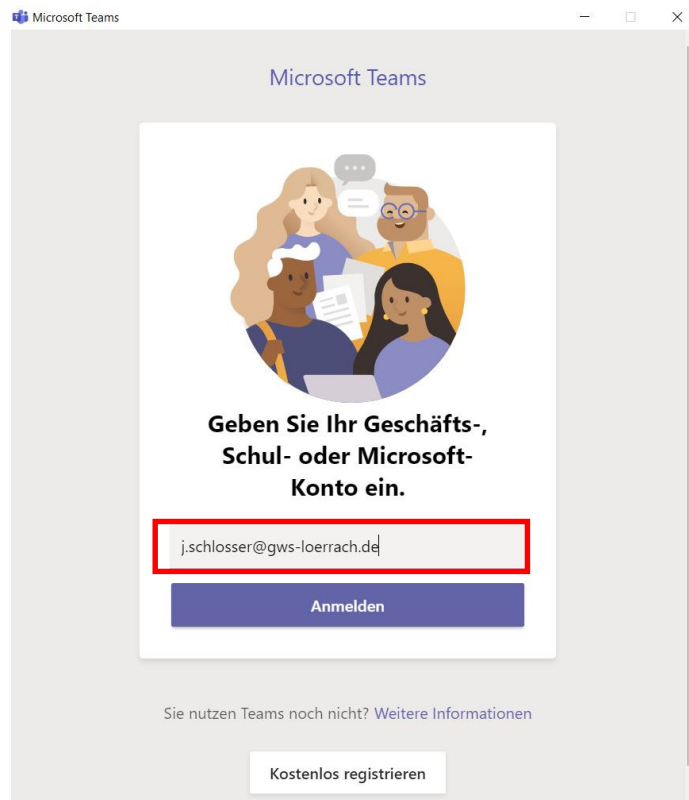 Microsoft Teams
Microsoft Teams
Geben Sie Ihr Geschäfts-,
Schul- oder Microsoft-
Konto ein.
j.schlosser@gws-loerrach.de
Anmelden
Sie nutzen Teams noch nicht? Weitere Informationen
Kostenlos registrieren